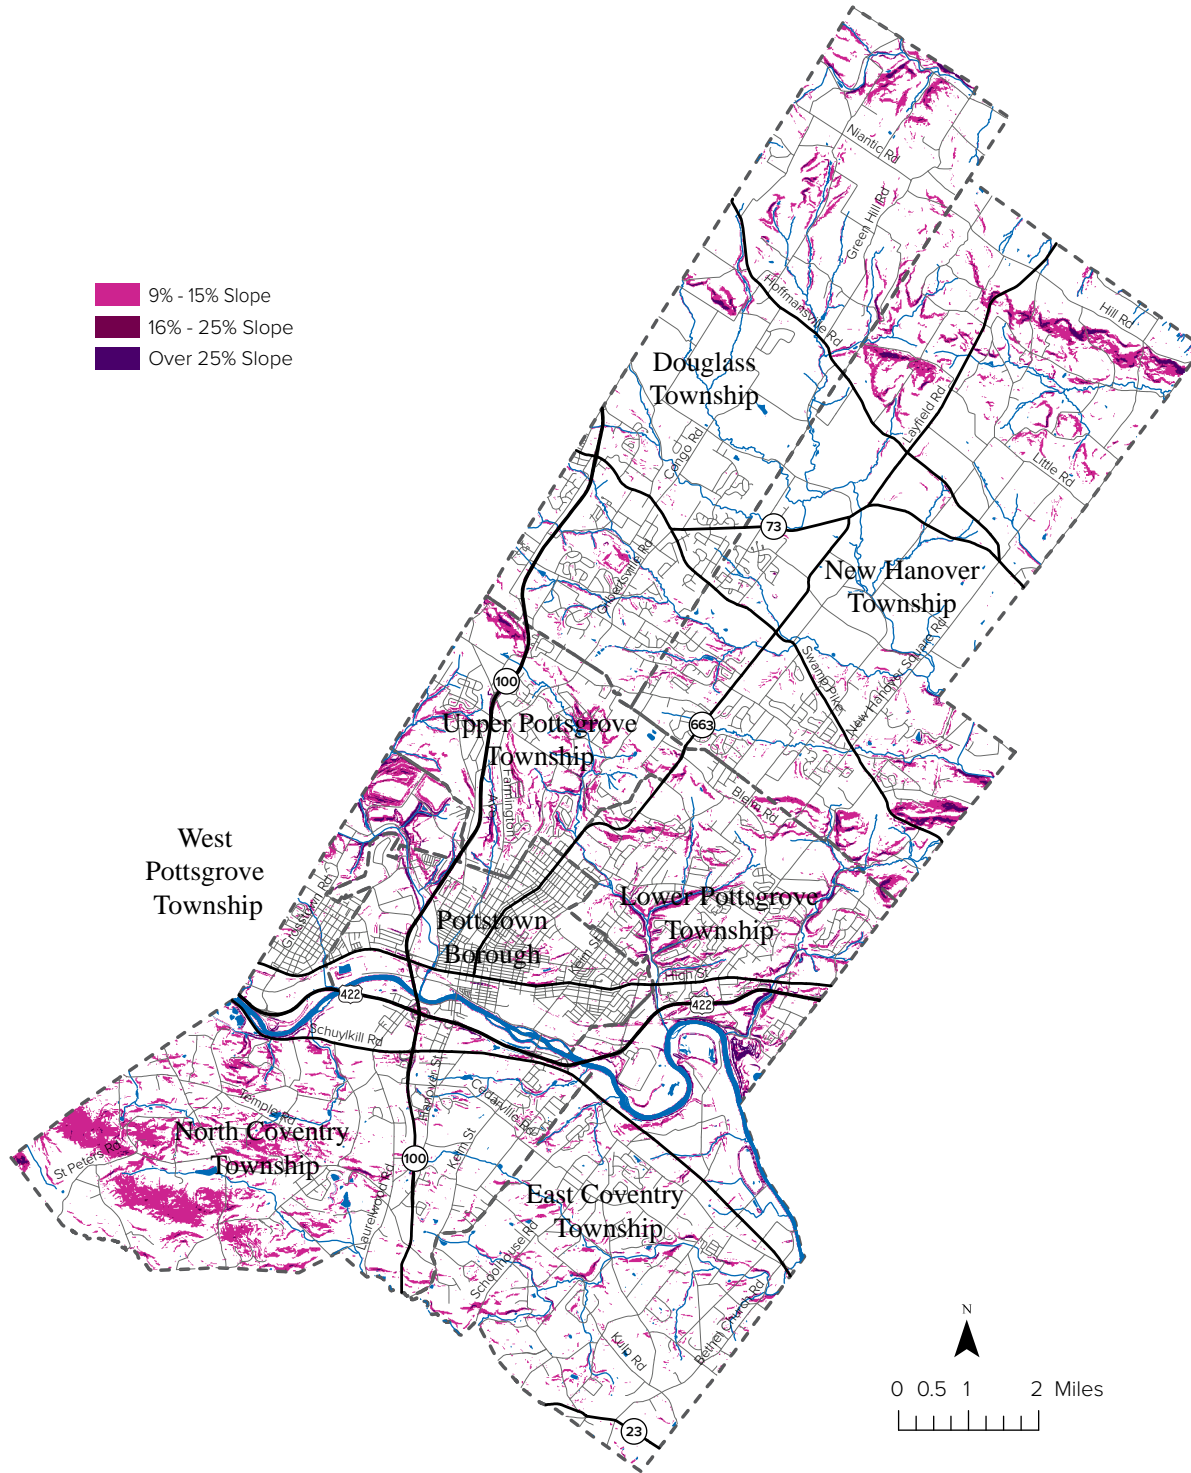 Niantic Rd
Green Hill Rd
9% - 15% Slope
16% - 25% Slope
Over 25% Slope
Hoffmansville Rd
Hill Rd
Douglass
Township
Layfield Rd
Congo Rd
Little Rd
73
New Hanover
Township
Swamp Pike
New Hanover Square Rd
100
663
Upper Pottsgrove
Township
Farmington
Ave
Bleim Rd
West
Pottsgrove
Township
Grosstown Rd
Lower Pottsgrove
Township
Pottstown
Borough
Keim St
High St
422
422
Schuylkill Rd
Hanover St
Cedarville Rd
Temple Rd
North Coventry
Township
St Peters Rd
100
Keim St
Laurelwood Rd
East Coventry
Township
Schoolhouse Rd
Bethel Church Rd
Kulp Rd
23
N
0 0.5 1 2 Miles